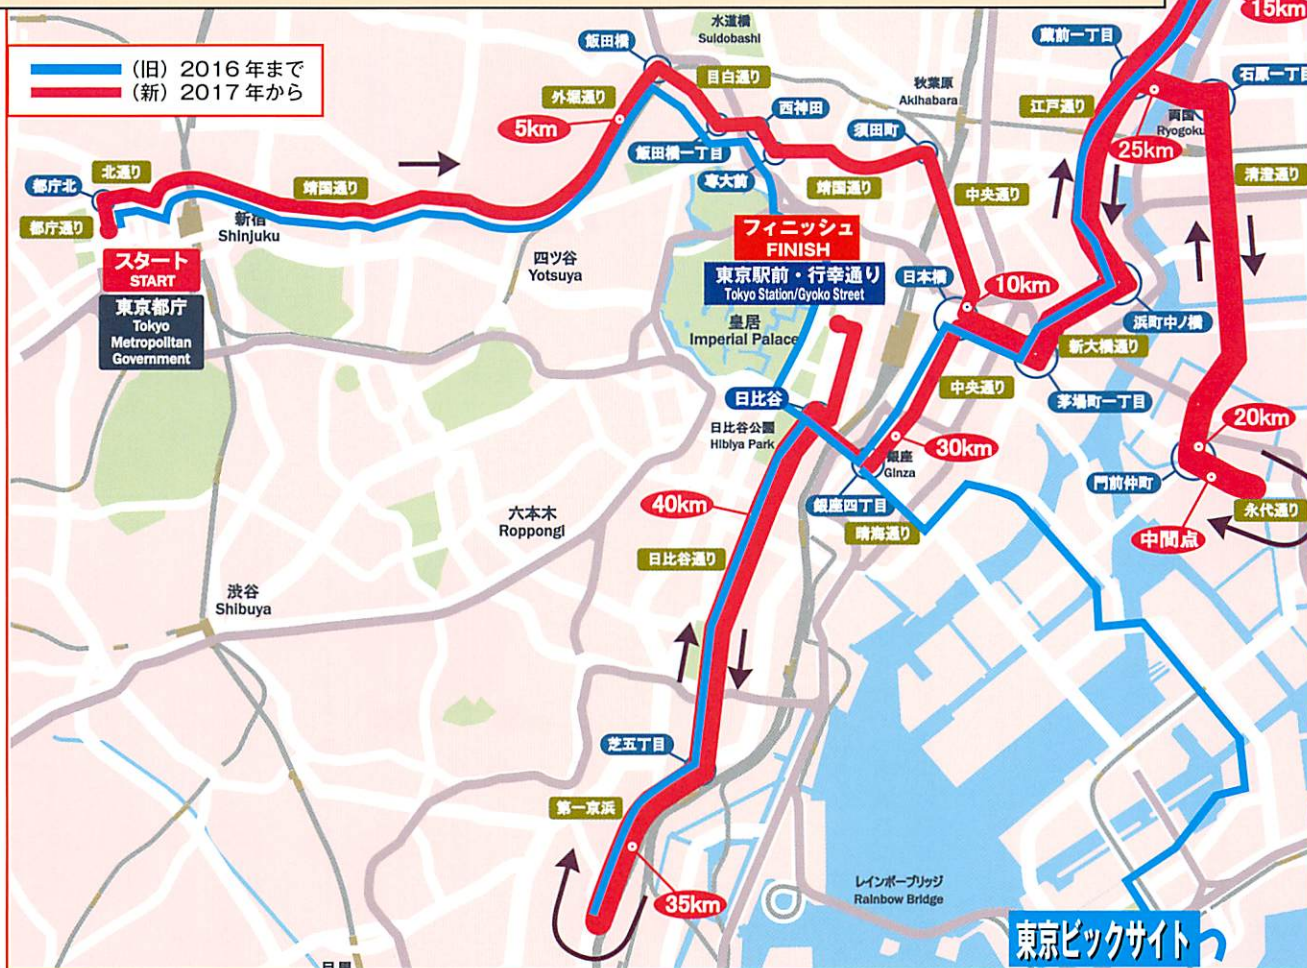 (旧) 2016年まで
(新) 2017年から
水道橋
Suidobashi
15km
飯田橋
蔵前一丁目
目白通り
石原一丁目
外堀通り
秋葉原
Akihabara
江戸通り
5km
西神田
両国
Ryogoku
須田町
飯田橋一丁目
25km
北通り
専大前
清澄通り
都庁北
靖国通り
靖国通り
中央通り
都庁通り
新宿
Shinjuku
フィニッシュ
FINISH
スタート
START
四ツ谷
Yotsuya
東京駅前・行幸通り
Tokyo Station/Gyoko Street
日本橋
10km
東京都庁
Tokyo
Metropolitan
Government
皇居
Imperial Palace
浜町中ノ橋
新大橋通り
中央通り
日比谷
茅場町一丁目
日比谷公園
Hibiya Park
20km
30km
銀座
Ginza
門前仲町
40km
銀座四丁目
六本木
Roppongi
永代通り
晴海通り
中間点
日比谷通り
渋谷
Shibuya
芝五丁目
第一京浜
レインボーブリッジ
Rainbow Bridge
35km
東京ビックサイト